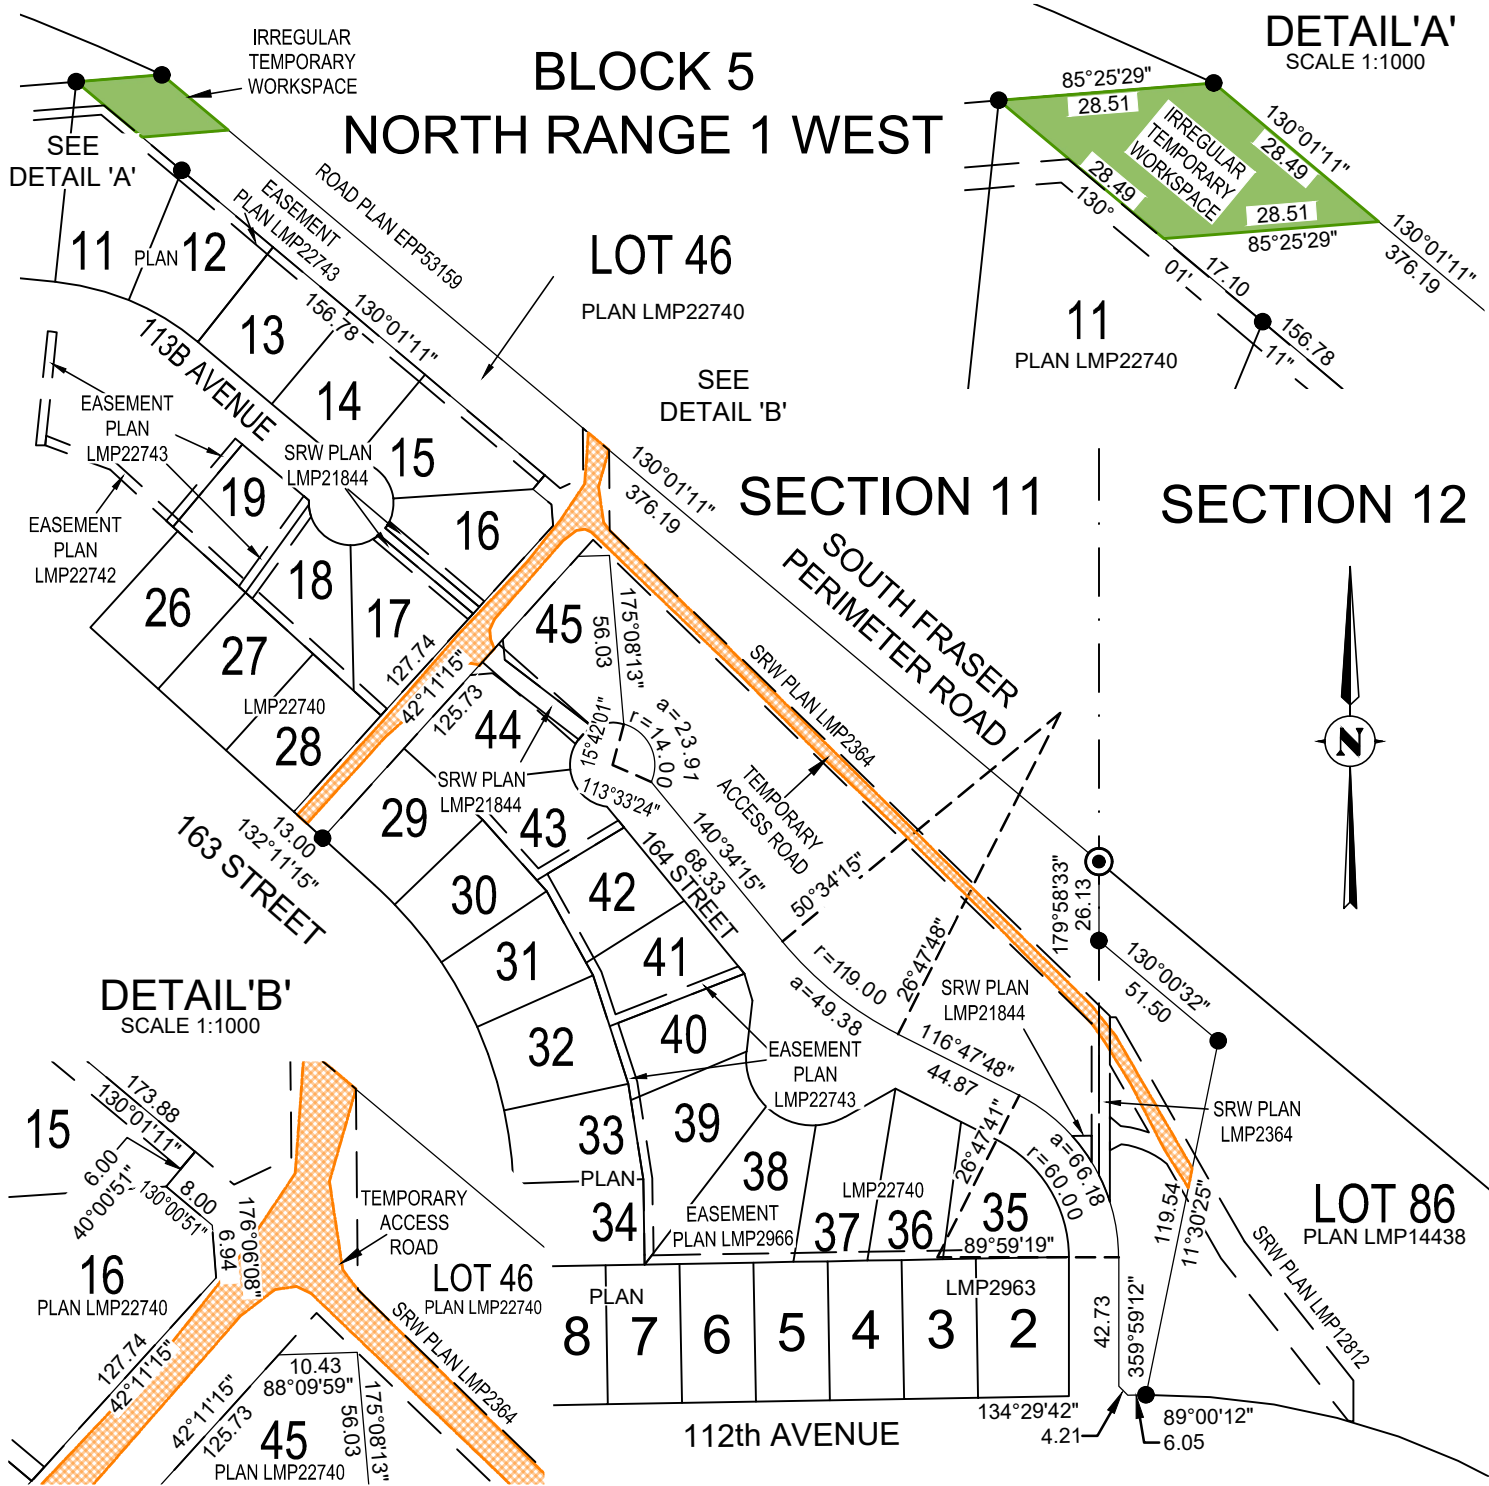 IRREGULAR
TEMPORARY
WORKSPACE
BLOCK 5
NORTH RANGE 1 WEST
SEE
DETAIL 'A'
ROAD PLAN EPP53159
EASEMENT
PLAN LMP22743
LOT 46
PLAN LMP22740
11
PLAN
12
13
14
15
16
130°01'11"
156.78
113B AVENUE
SEE
DETAIL 'B'
EASEMENT
PLAN
LMP22743
SRW PLAN
LMP21844
EASEMENT
PLAN
LMP22742
19
18
17
26
27
28
LMP22740
127.74
42°11'15"
125.73
130°01'11"
376.19
SECTION 11
SECTION 12
SOUTH FRASER
PERIMETER ROAD
N
45
175°08'13"
56.03
SRW PLAN LMP2364
TEMPORARY
ACCESS ROAD
44
15°42'01"
a=23.91
r=14.00
113°33'24"
SRW PLAN
LMP21844
29
43
13.00
132°11'15"
163 STREET
164 STREET
140°34'15"
68.33
50°34'15"
30
42
31
41
32
40
r=119.00
a=49.38
26°47'48"
179°58'33"
26.13
130°00'32"
51.50
SRW PLAN
LMP21844
116°47'48"
44.87
EASEMENT
PLAN
LMP22743
SRW PLAN
LMP2364
33
PLAN
34
39
38
EASEMENT
PLAN LMP2966
LMP22740
37
36
35
26°47'41"
a=66.18
r=60.00
89°59'19"
119.54
11°30'25"
LOT 86
PLAN LMP14438
SRW PLAN LMP12812
PLAN
LMP2963
8
7
6
5
4
3
2
42.73
359°59'12"
112th AVENUE
134°29'42"
4.21
89°00'12"
6.05
DETAIL'A'
SCALE 1:1000
85°25'29"
28.51
130°01'11"
28.49
IRREGULAR
TEMPORARY
WORKSPACE
28.49
28.51
85°25'29"
130°
01'
11"
17.10
130°01'11"
376.19
156.78
11
PLAN LMP22740
DETAIL'B'
SCALE 1:1000
173.88
130°01'11"
15
6.00
40°00'51"
8.00
130°00'51"
176°06'08"
6.94
TEMPORARY
ACCESS
ROAD
16
PLAN LMP22740
LOT 46
PLAN LMP22740
127.74
42°11'15"
SRW PLAN LMP2364
10.43
88°09'59"
42°11'15"
125.73
175°08'13"
56.03
45
PLAN LMP22740